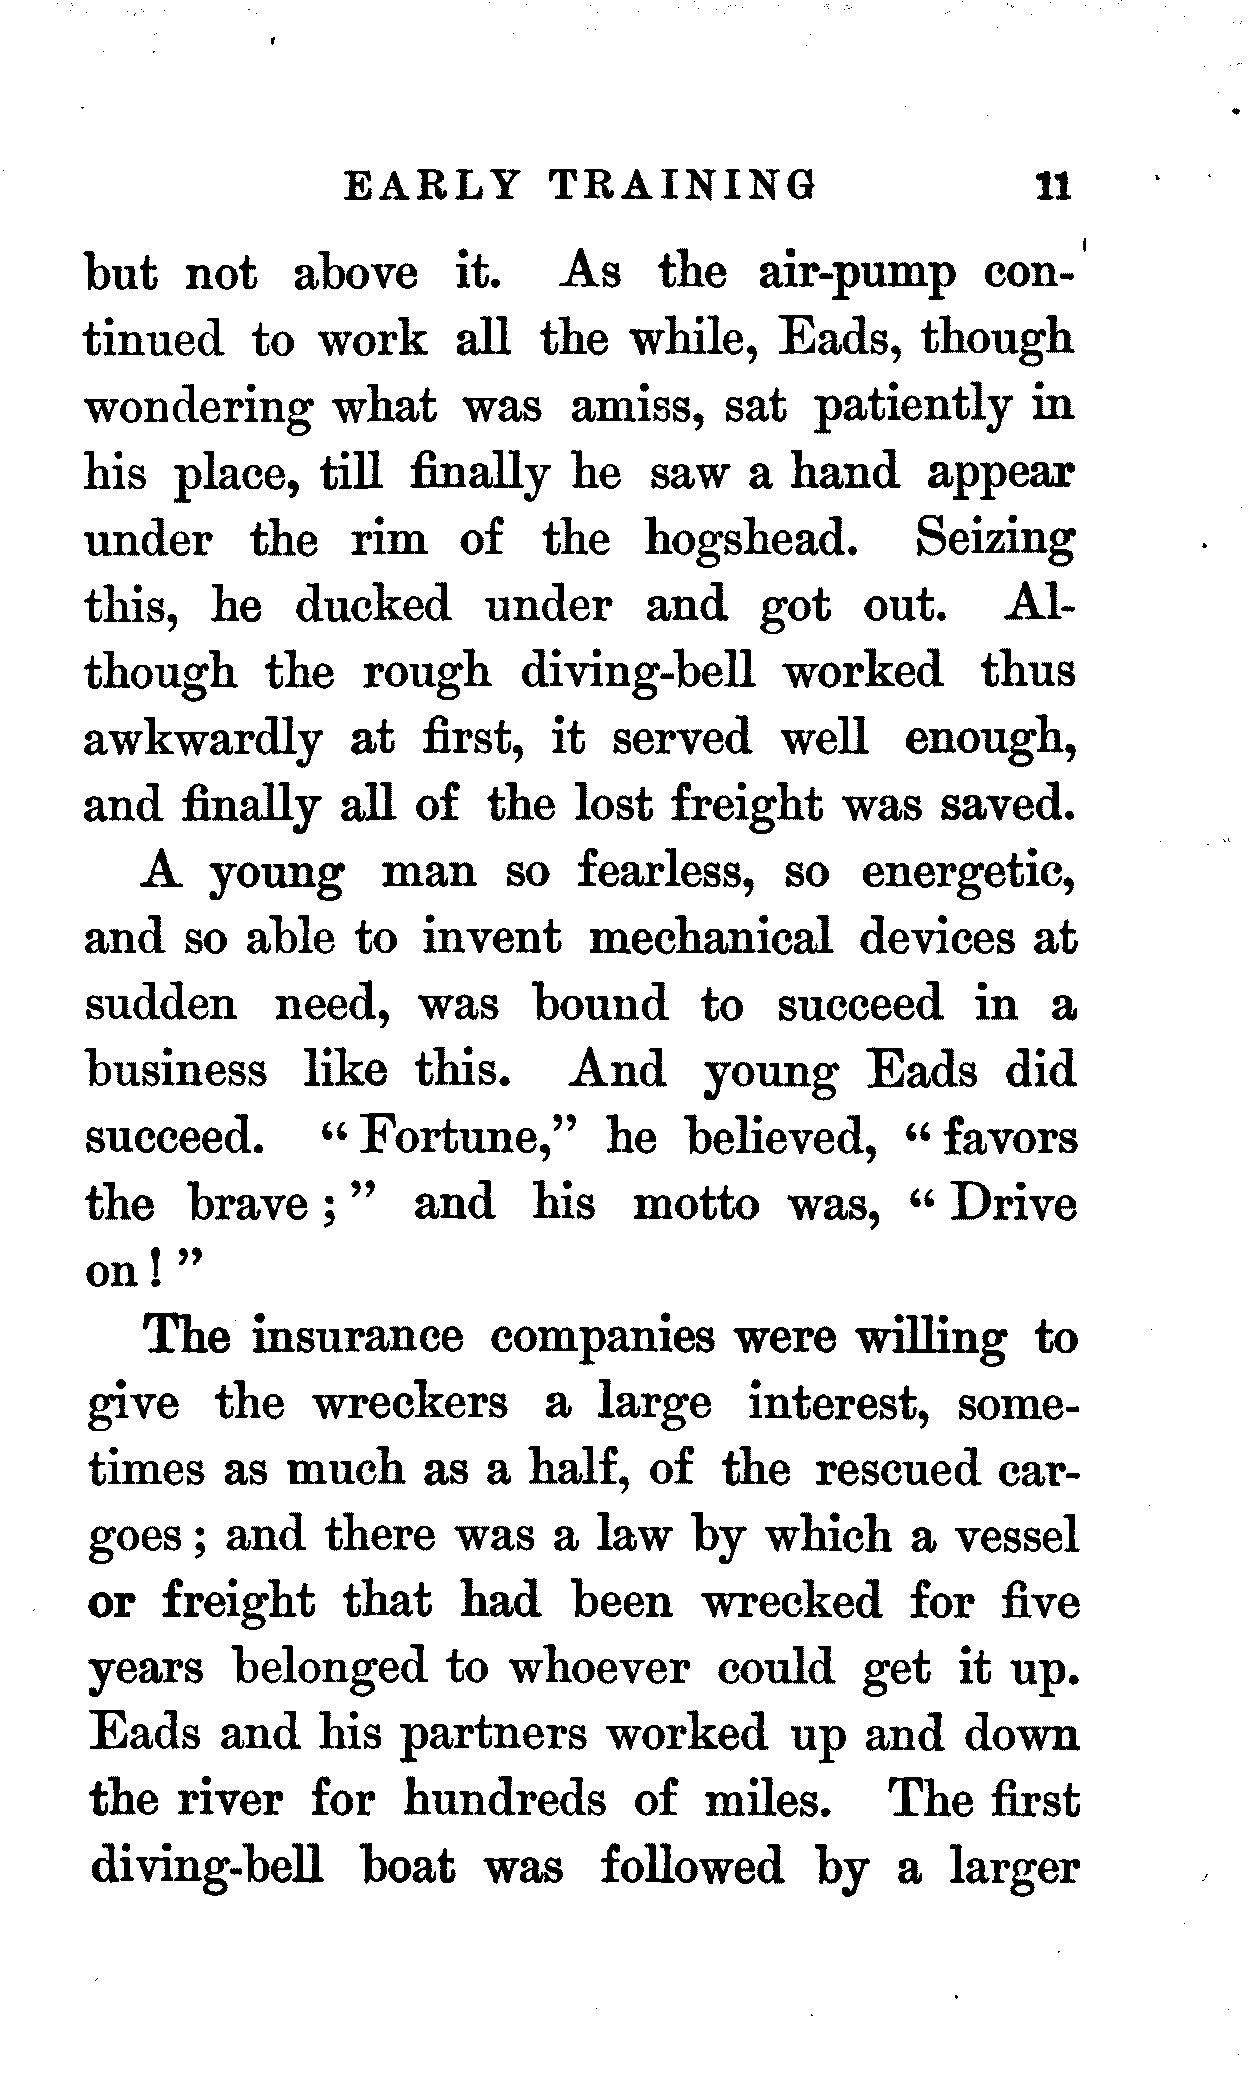 EARLY TRAINING 11
but not above it. As the air-pump con-
tinued to work all the while, Eads, though
wondering what was amiss, sat patiently in
his place, till finally he saw a hand appear
under the rim of the hogshead. Seizing
this, he ducked under and got out. Al-
though the rough diving-bell worked thus
awkwardly at first, it served well enough,
and finally all of the lost freight was saved.
A young man so fearless, so energetic,
and so able to invent mechanical devices at
sudden need, was bound to succeed in a
business like this. And young Eads did
succeed. “ Fortune,” he believed, “ favors
the brave ; ” and his motto was, “ Drive
on ! ”
The insurance companies were willing to
give the wreckers a large interest, some-
times as much as a half, of the rescued car-
goes ; and there was a law by which a vessel
or freight that had been wrecked for five
years belonged to whoever could get it up.
Eads and his partners worked up and down
the river for hundreds of miles. The first
diving-bell boat was followed by a larger